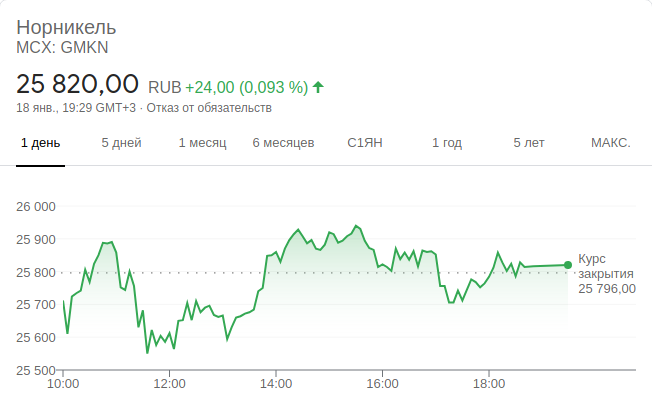 Норникель
MCX: GMKN
25 820,00 RUB +24,00 (0,093 %)
18 янв., 19:29 GMT+3 · Отказ от обязательств
1 день 5 дней 1 месяц 6 месяцев С1ЯН 1 год 5 лет МАКС.
26 000
25 900
25 800
25 700
25 600
25 500
Курс
закрытия
25 796,00
10:00 12:00 14:00 16:00 18:00